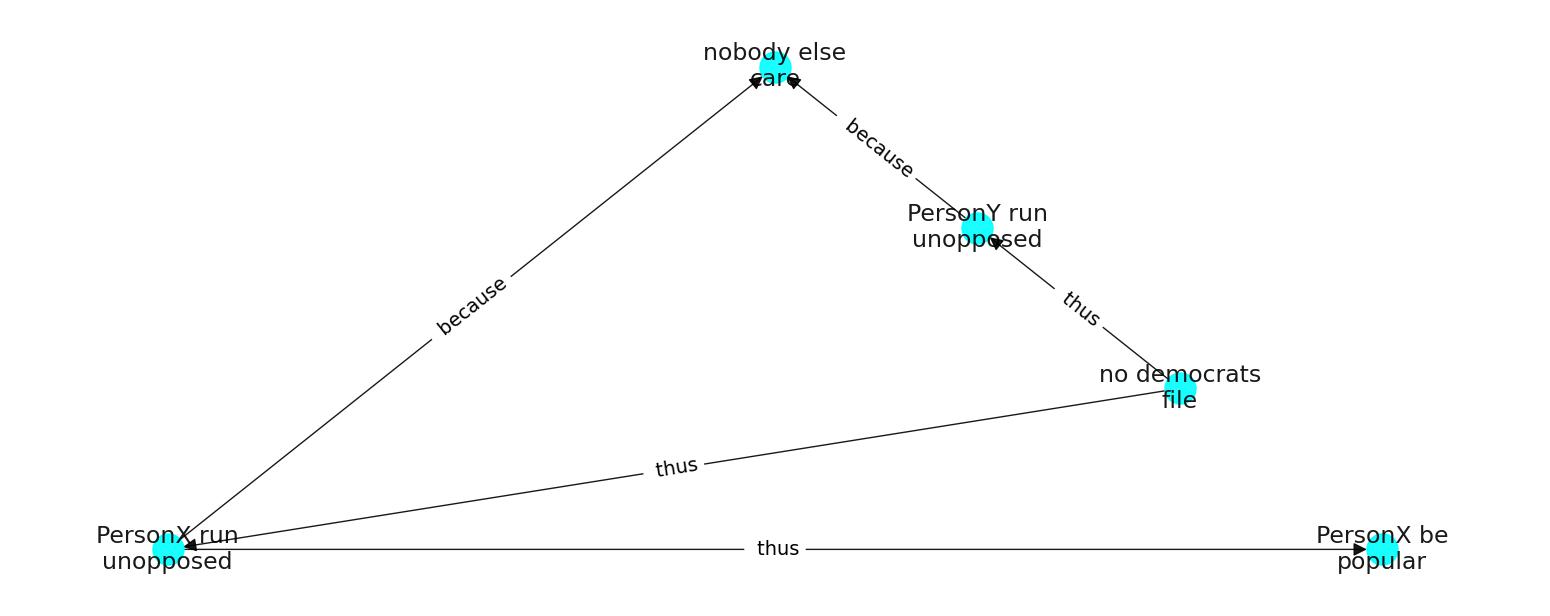 nobody else
care
because
PersonY run
unopposed
because
thus
no democrats
file
thus
PersonX run
unopposed
thus
PersonX be
popular